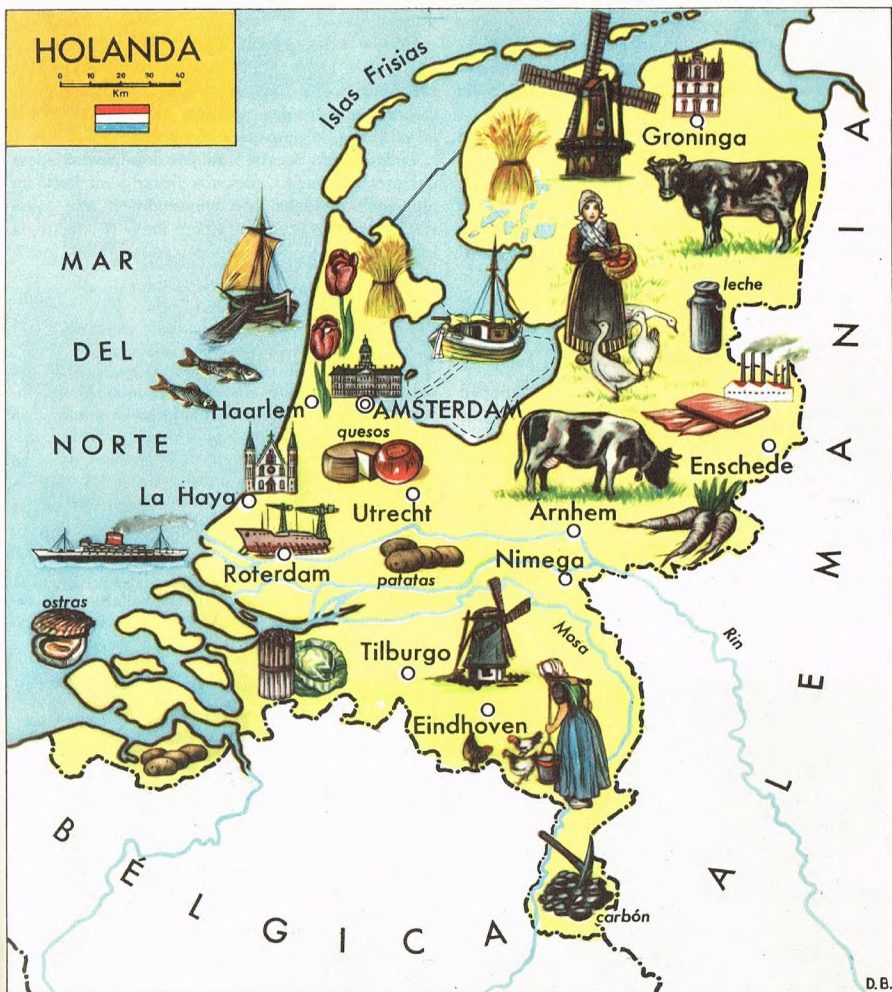 HOLANDA
0 10 20 30 40
Km
Islas Frisias
Groninga
MAR
DEL
NORTE
leche
Haarlem
AMSTERDAM
quesos
Enschede
La Haya
Utrecht
Arnhem
Roterdam
patatas
Nimega
ostras
Tilburgo
Mosa
Rin
Eindhoven
carbón
BÉLGICA
ALEMANIA
D.B.